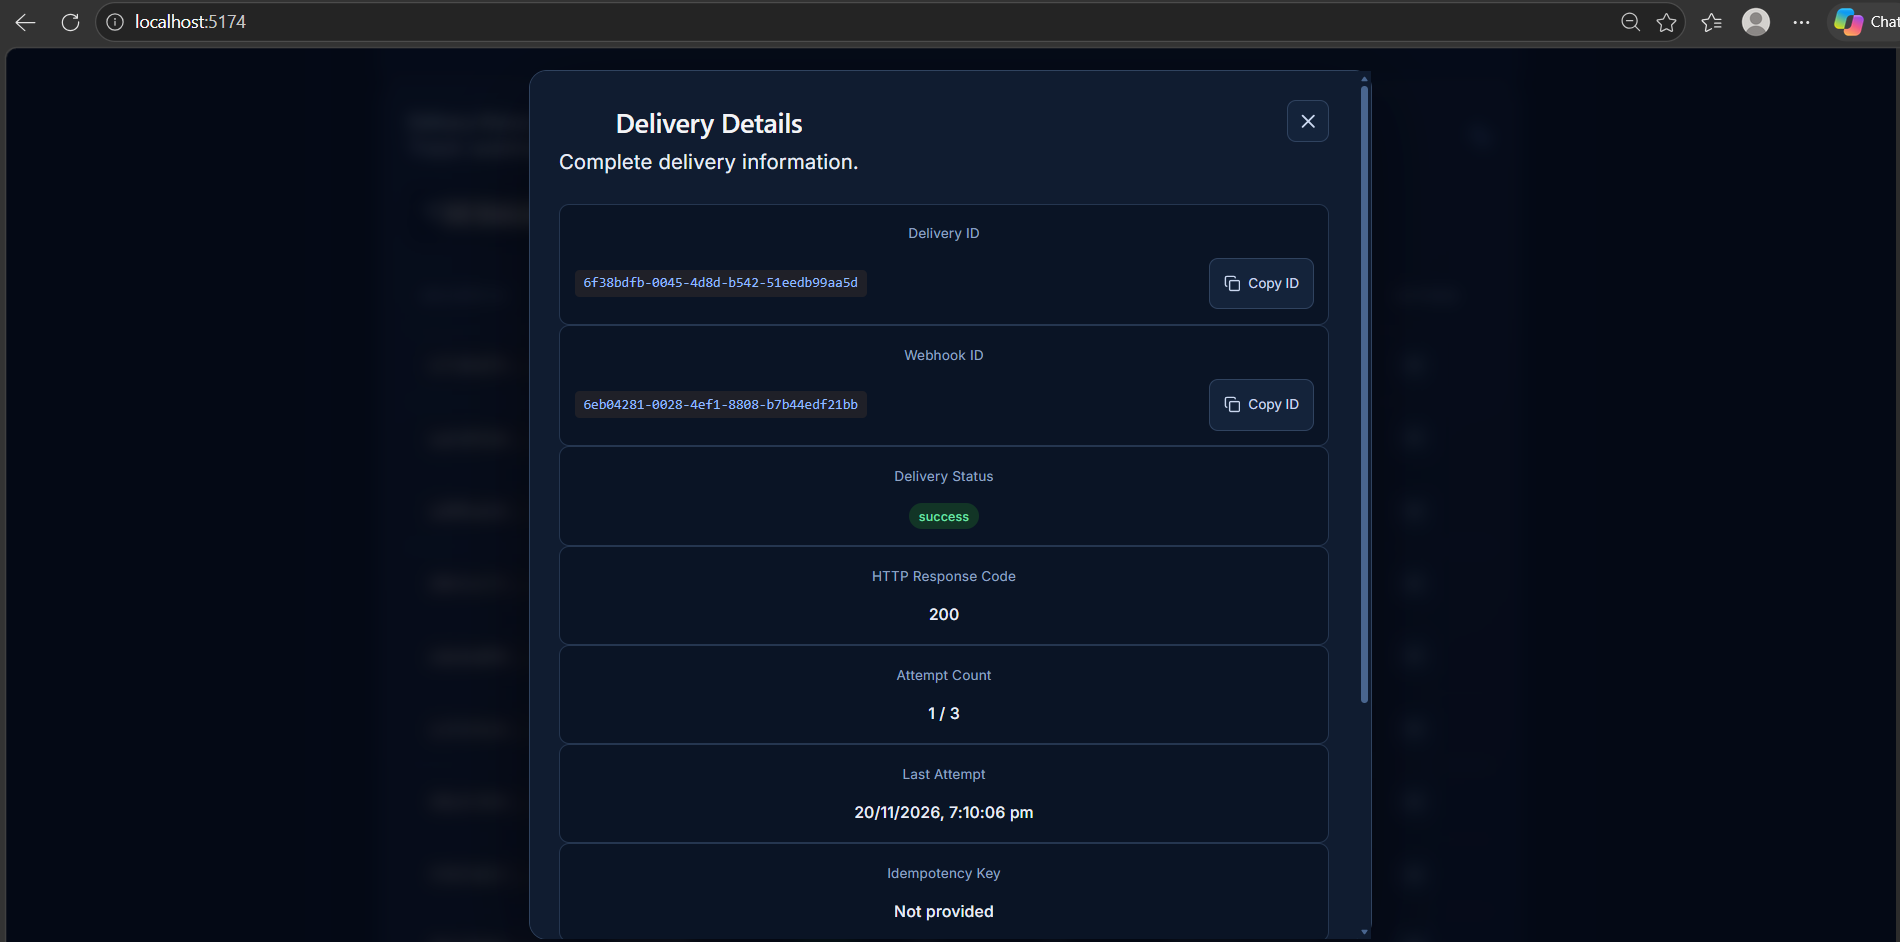 localhost:5174
Chat
Delivery Details
Complete delivery information.
Delivery ID
6f38bdfb-0045-4d8d-b542-51eedb99aa5d
Copy ID
Webhook ID
6eb04281-0028-4ef1-8808-b7b44edf21bb
Copy ID
Delivery Status
success
HTTP Response Code
200
Attempt Count
1 / 3
Last Attempt
20/11/2026, 7:10:06 pm
Idempotency Key
Not provided